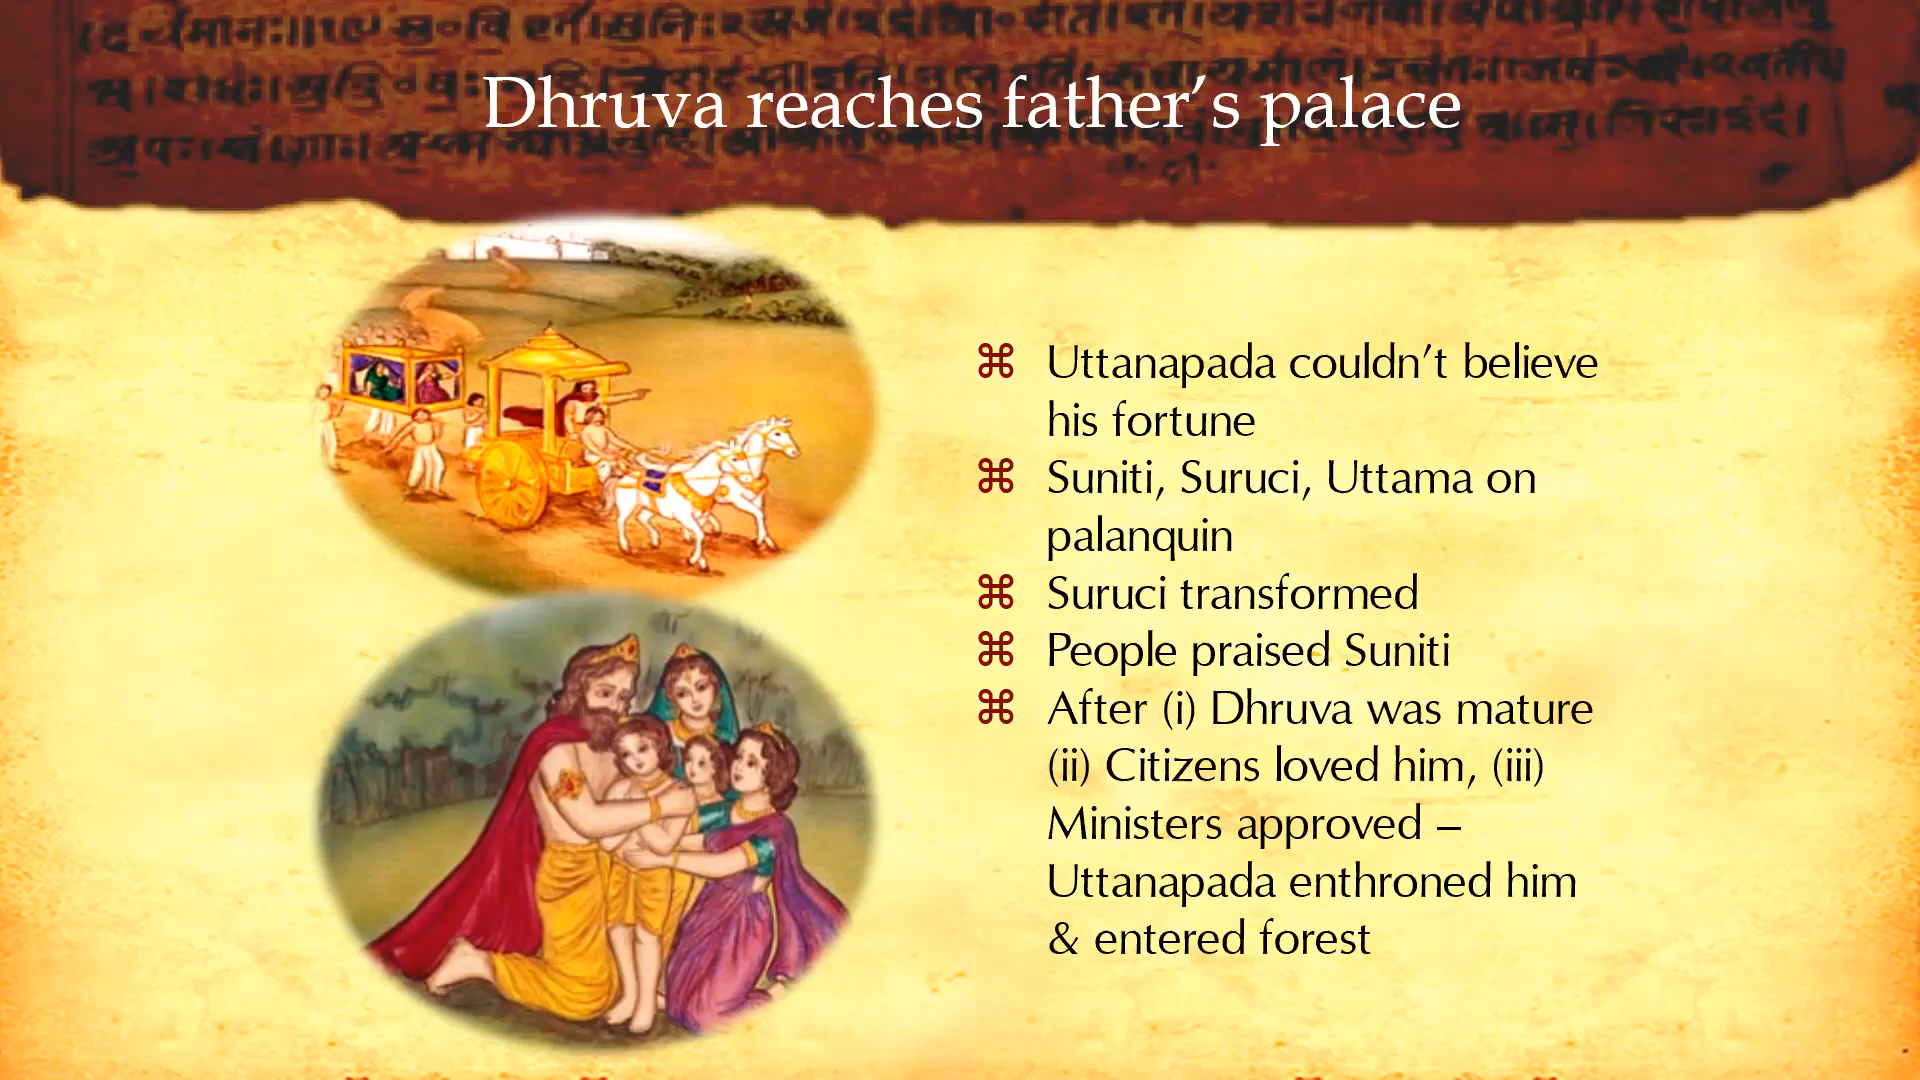 Dhruva reaches father’s palace
⌘ Uttanapada couldn’t believe
his fortune
⌘ Suniti, Suruci, Uttama on
palanquin
⌘ Suruci transformed
⌘ People praised Suniti
⌘ After (i) Dhruva was mature
(ii) Citizens loved him, (iii)
Ministers approved –
Uttanapada enthroned him
& entered forest